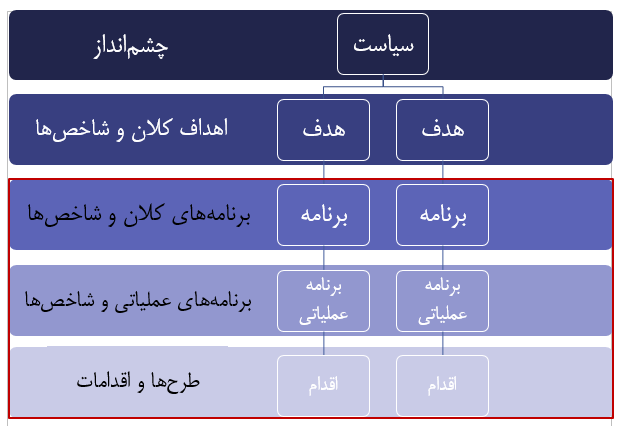 سیاست
چشم‌انداز
هدف
هدف
اهداف کلان و شاخص‌ها
برنامه
برنامه
برنامه‌های کلان و شاخص‌ها
برنامه
عملیاتی
برنامه
عملیاتی
برنامه‌های عملیاتی و شاخص‌ها
اقدام
اقدام
طرح‌ها و اقدامات